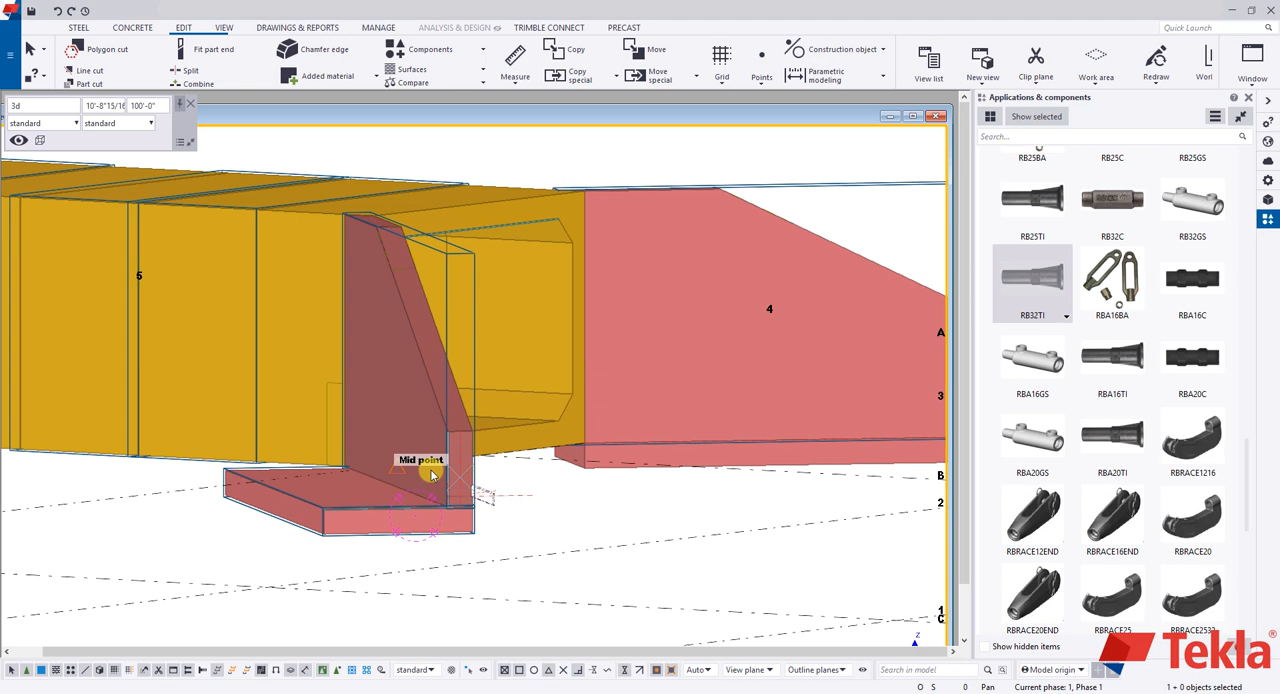 Quick Launch
STEEL CONCRETE EDIT VIEW DRAWINGS & REPORTS MANAGE ANALYSIS & DESIGN TRIMBLE CONNECT PRECAST
Polygon cut Fit part end Chamfer edge Components Copy Move Construction object
Line cut Split Added material Surfaces Measure Copy special Grid Points Move special Parametric modeling View list New view Clip plane Work area Redraw Worl Window
Part cut Combine Compare
3d 10'-8"15/16 100'-0"
standard standard
Applications & components
Show selected
Search...
RB25BA RB25C RB25GS
RB25TI RB32C RB32GS
RB32TI RBA16BA RBA16C
RBA16GS RBA16TI RBA20C
RBA20GS RBA20TI RBRACE1216
RBRACE12END RBRACE16END RBRACE20
RBRACE20END RBRACE25 RBRACE2532
5
4
A
3
Mid point
B
2
1
C
z
Show hidden items
Tekla®
standard Auto View plane Outline planes Search in model Model origin
O S 0 Pan Current phase: 1, Phase 1 1 + 0 objects selected